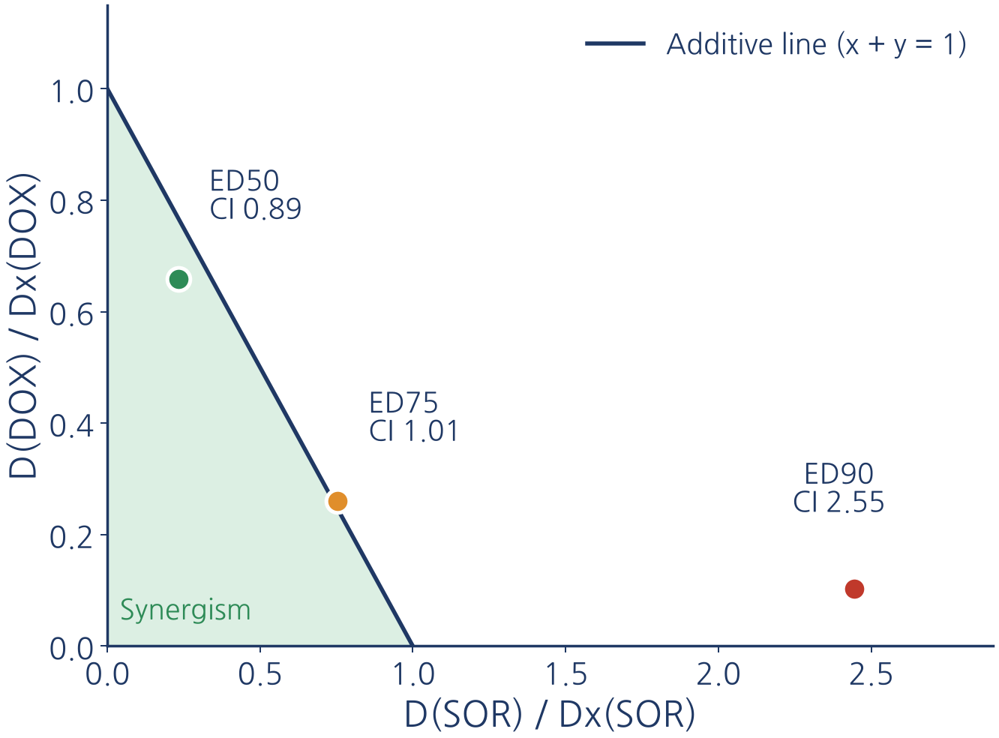 Additive line (x + y = 1)
D(DOX) / Dx(DOX)
1.0
0.8
0.6
0.4
0.2
0.0
ED50
CI 0.89
ED75
CI 1.01
ED90
CI 2.55
Synergism
0.0
0.5
1.0
1.5
2.0
2.5
D(SOR) / Dx(SOR)